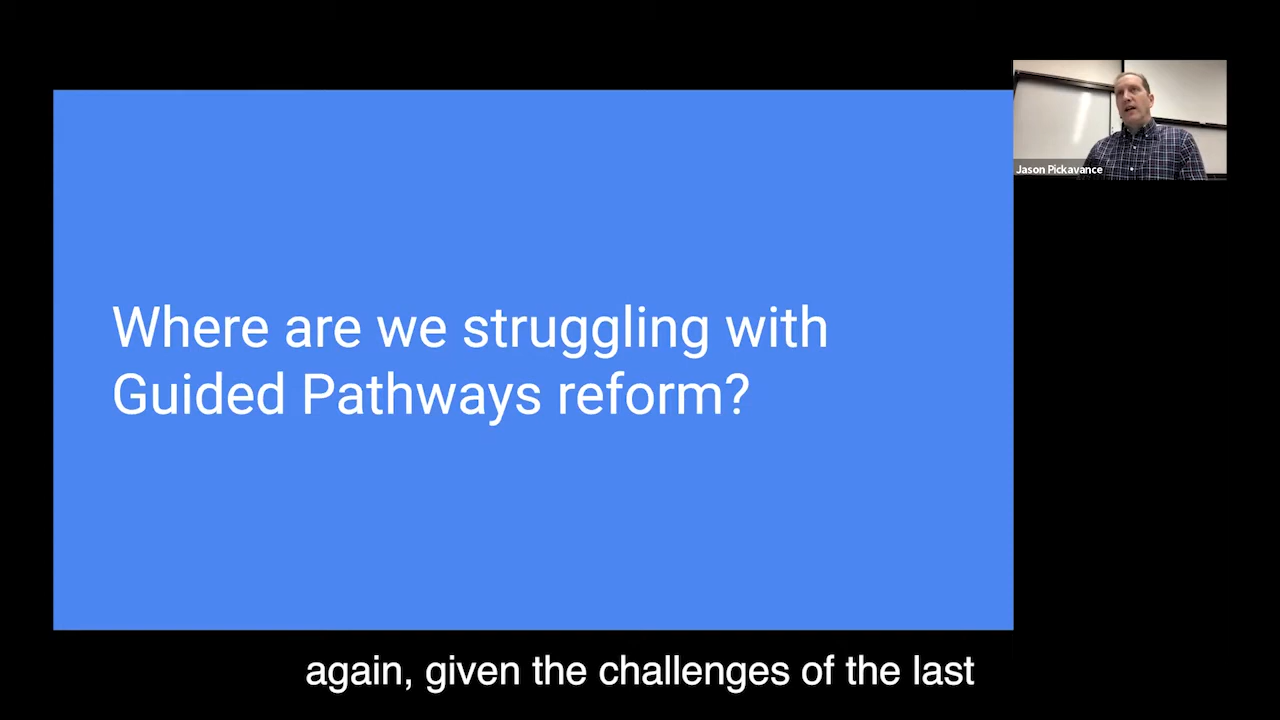 Jason Pickavance
Where are we struggling with
Guided Pathways reform?
again, given the challenges of the last